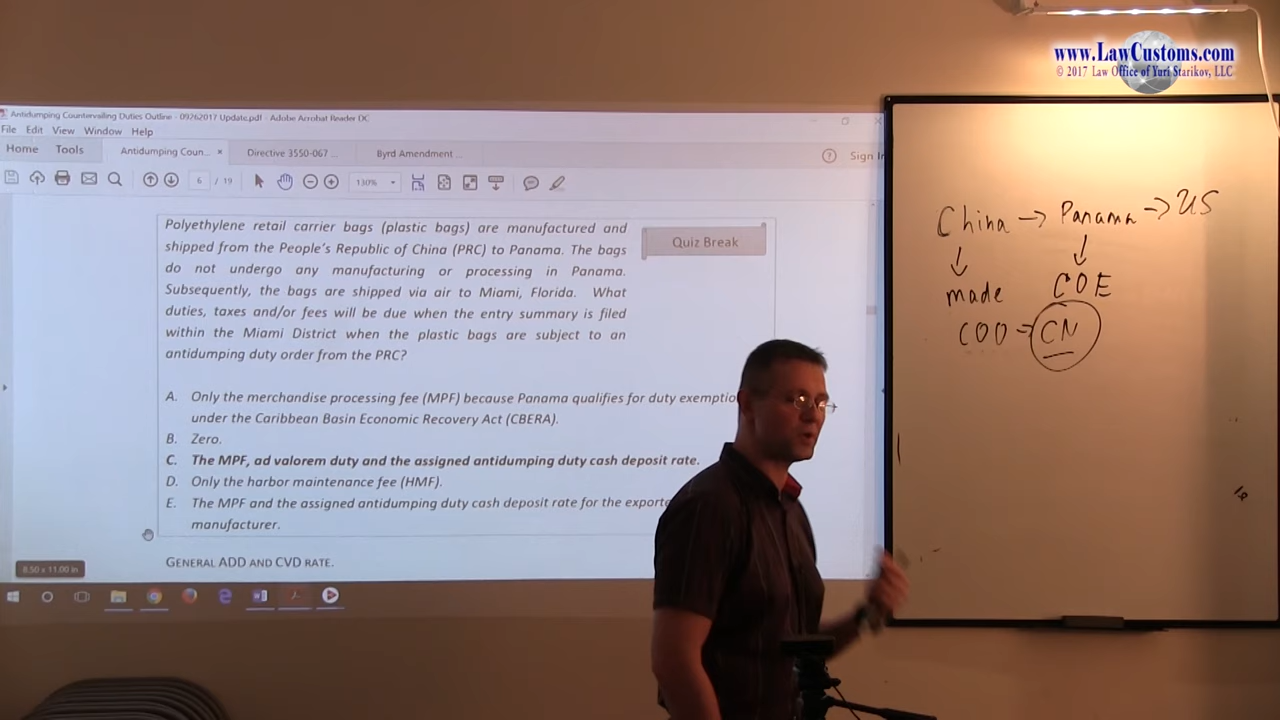 www.LawCustoms.com
© 2017 Law Office of Yuri Starikov, LLC
Antidumping Countervailing Duties Outline - 09262017 Update.pdf - Adobe Acrobat Reader DC
File Edit View Window Help
Home Tools Antidumping Coun... × Directive 3550-067 ... Byrd Amendment ... Sign In
6 / 19 130%
Polyethylene retail carrier bags (plastic bags) are manufactured and
shipped from the People's Republic of China (PRC) to Panama. The bags
do not undergo any manufacturing or processing in Panama.
Subsequently, the bags are shipped via air to Miami, Florida. What
duties, taxes and/or fees will be due when the entry summary is filed
within the Miami District when the plastic bags are subject to an
antidumping duty order from the PRC?
Quiz Break
A. Only the merchandise processing fee (MPF) because Panama qualifies for duty exemptio
under the Caribbean Basin Economic Recovery Act (CBERA).
B. Zero.
C. The MPF, ad valorem duty and the assigned antidumping duty cash deposit rate.
D. Only the harbor maintenance fee (HMF).
E. The MPF and the assigned antidumping duty cash deposit rate for the exporte
manufacturer.
GENERAL ADD AND CVD RATE.
8.50 x 11.00 in
China → Panama → US
↓ ↓
made COE
COO = CN